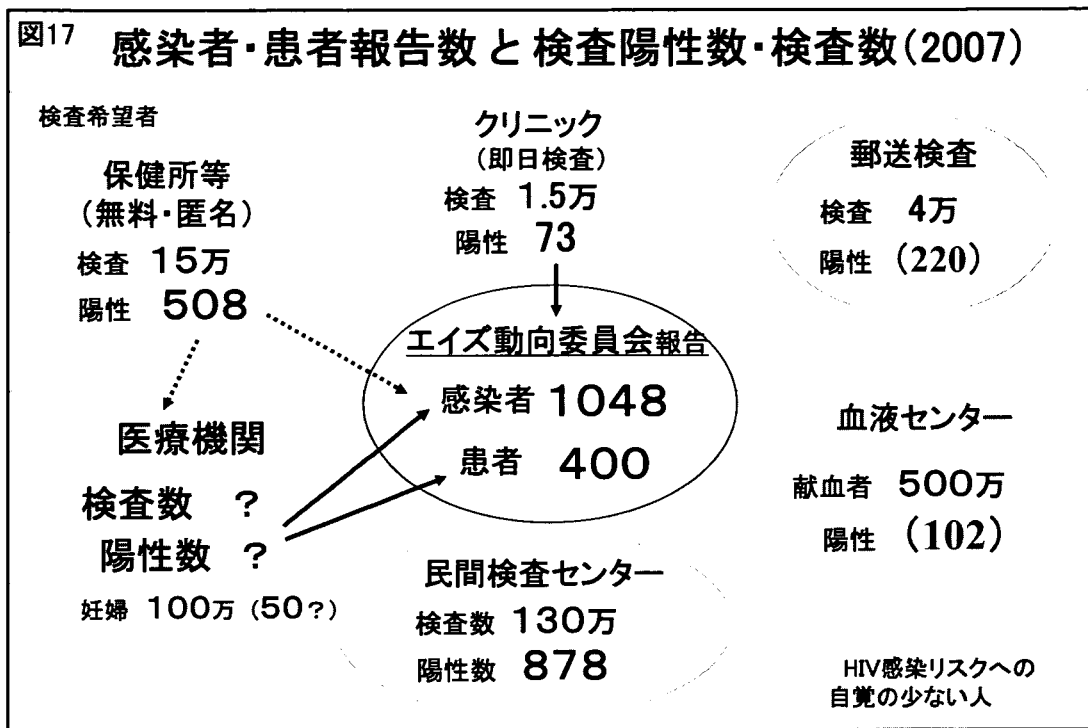 図17
感染者・患者報告数 と 検査陽性数・検査数(2007)
検査希望者
保健所等
(無料・匿名)
検査 15万
陽性 508
クリニック
(即日検査)
検査 1.5万
陽性 73
郵送検査
検査 4万
陽性 (220)
エイズ動向委員会報告
感染者 1048
患者 400
医療機関
検査数 ?
陽性数 ?
妊婦 100万 (50?)
血液センター
献血者 500万
陽性 (102)
民間検査センター
検査数 130万
陽性数 878
HIV感染リスクへの
自覚の少ない人